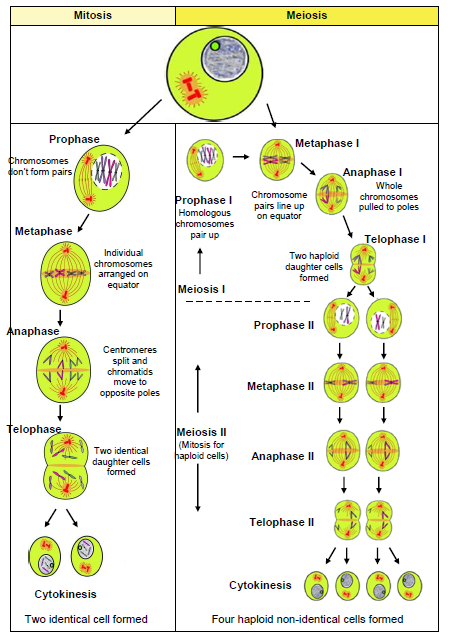 Mitosis
Meiosis
Prophase
Chromosomes
don't form pairs
Metaphase
Individual
chromosomes
arranged on
equator
Anaphase
Centromeres
split and
chromatids
move to
opposite poles
Telophase
Two identical
daughter cells
formed
Cytokinesis
Two identical cell formed
Prophase I
Homologous
chromosomes
pair up
Metaphase I
Chromosome
pairs line up
on equator
Anaphase I
Whole
chromosomes
pulled to poles
Telophase I
Two haploid
daughter cells
formed
Meiosis I
Prophase II
Metaphase II
Meiosis II
(Mitosis for
haploid cells)
Anaphase II
Telophase II
Cytokinesis
Four haploid non-identical cells formed